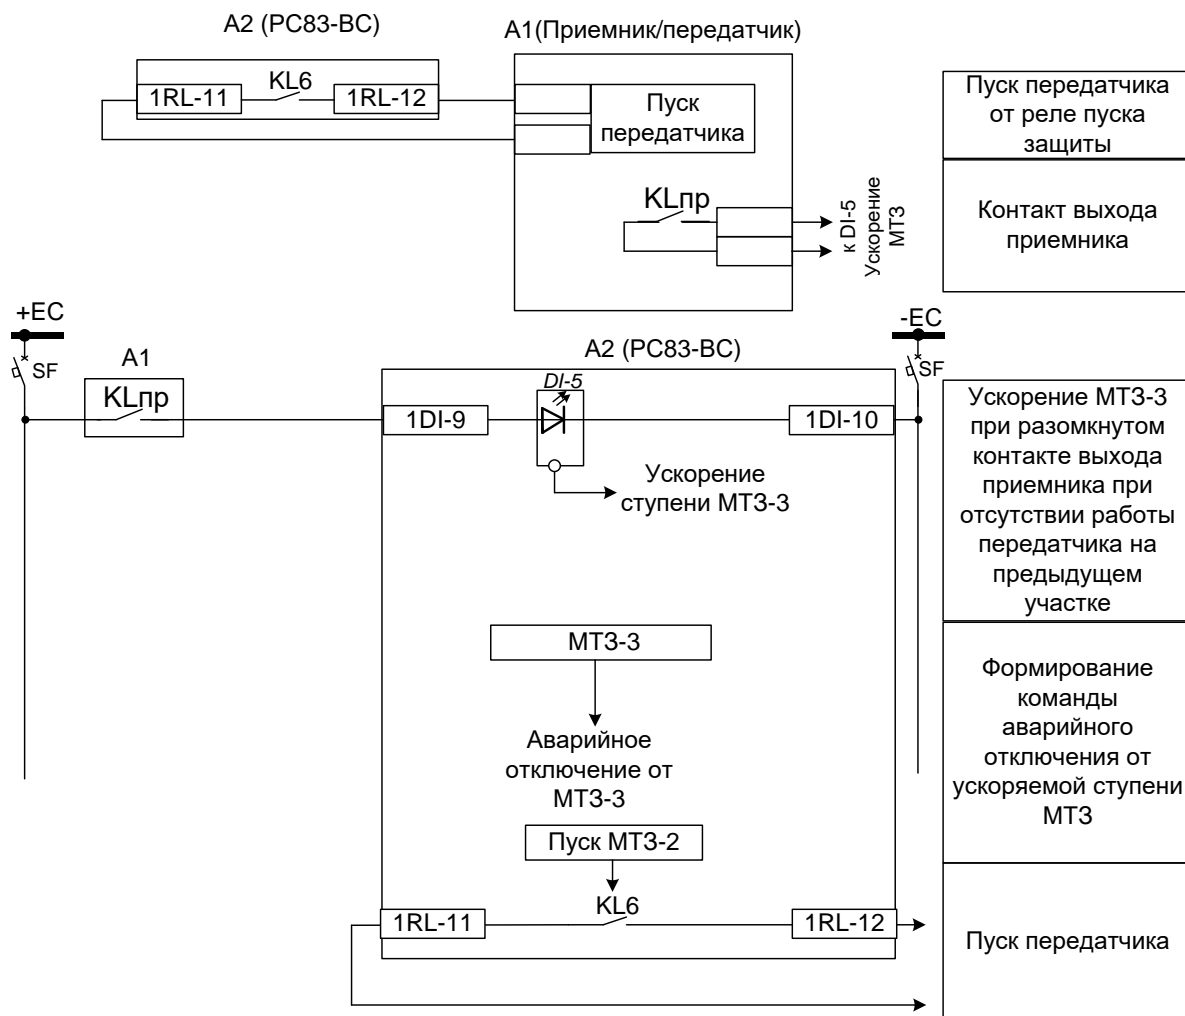 А2 (РС83-ВС)
А1(Приемник/передатчик)
1RL-11
KL6
1RL-12
Пуск
передатчика
KLпр
к DI-5
Ускорение
МТЗ
Пуск передатчика
от реле пуска
защиты
Контакт выхода
приемника
+ЕС
SF
А1
KLпр
А2 (РС83-ВС)
-ЕС
SF
1DI-9
DI-5
1DI-10
Ускорение
ступени МТЗ-3
Ускорение МТЗ-3
при разомкнутом
контакте выхода
приемника при
отсутствии работы
передатчика на
предыдущем
участке
МТЗ-3
Аварийное
отключение от
МТЗ-3
Формирование
команды
аварийного
отключения от
ускоряемой ступени
МТЗ
Пуск МТЗ-2
1RL-11
KL6
1RL-12
Пуск передатчика